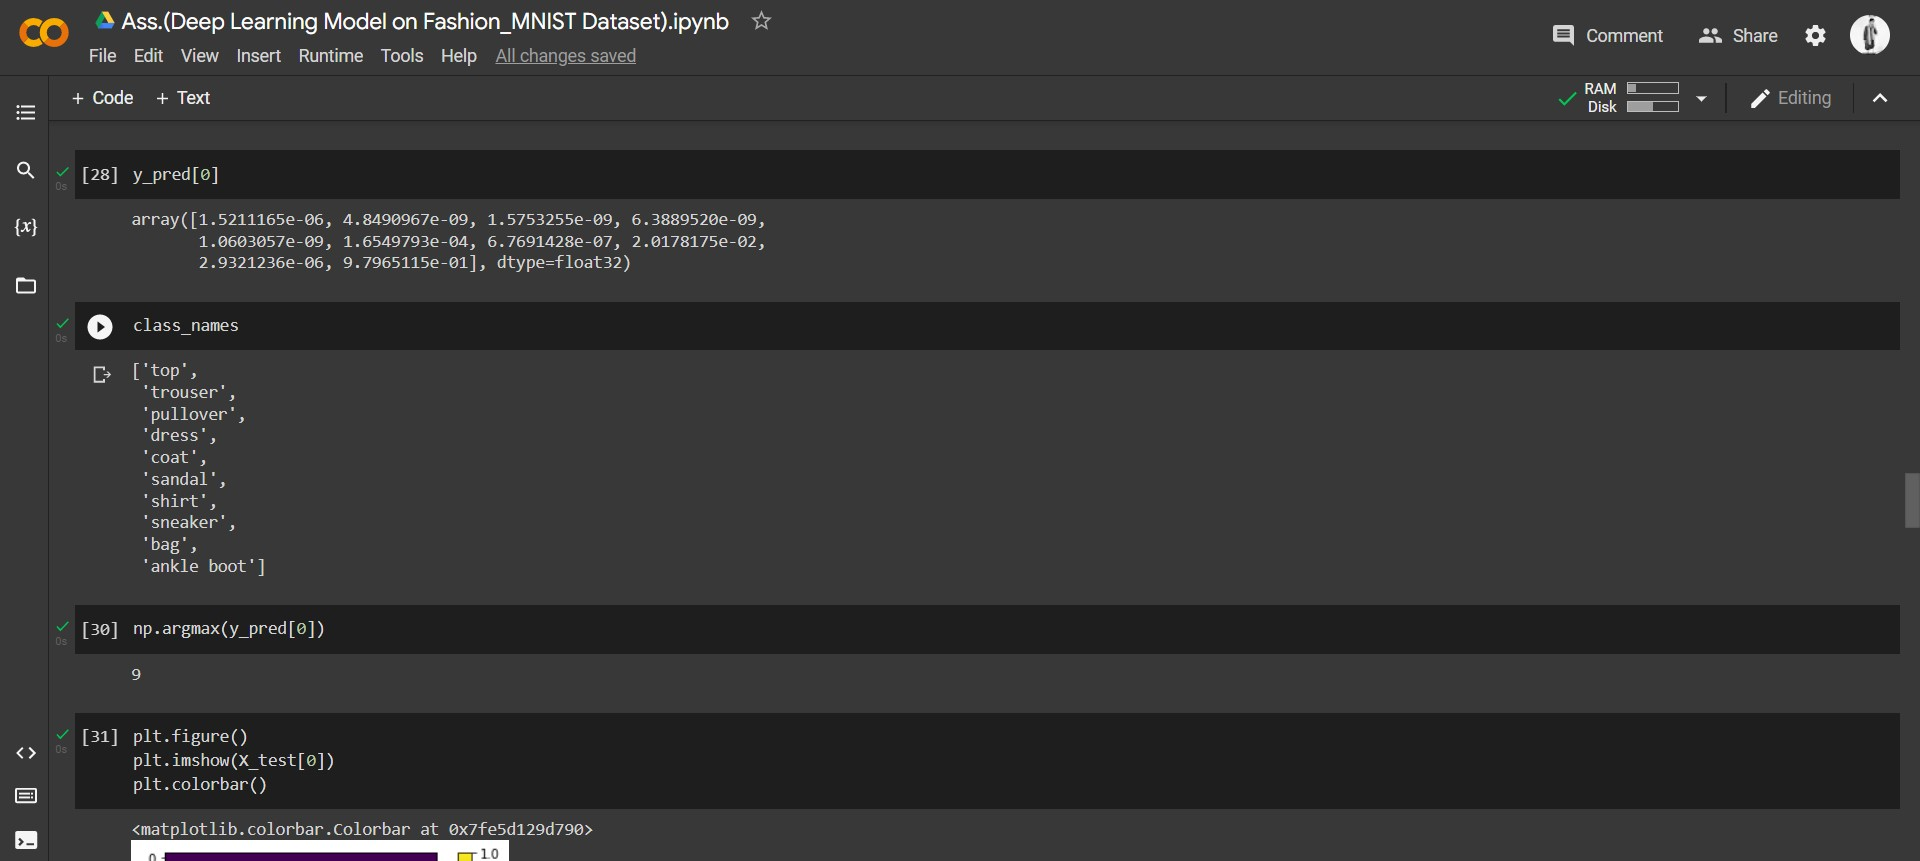 Ass.(Deep Learning Model on Fashion_MNIST Dataset).ipynb
File Edit View Insert Runtime Tools Help All changes saved
Comment Share
+ Code + Text
RAM
Disk
Editing
{x}
[28] y_pred[0]
0s
array([1.5211165e-06, 4.8490967e-09, 1.5753255e-09, 6.3889520e-09,
1.0603057e-09, 1.6549793e-04, 6.7691428e-07, 2.0178175e-02,
2.9321236e-06, 9.7965115e-01], dtype=float32)
class_names
0s
['top',
'trouser',
'pullover',
'dress',
'coat',
'sandal',
'shirt',
'sneaker',
'bag',
'ankle boot']
[30] np.argmax(y_pred[0])
0s
9
[31] plt.figure()
0s
plt.imshow(X_test[0])
plt.colorbar()
<matplotlib.colorbar.Colorbar at 0x7fe5d129d790>
0
1.0